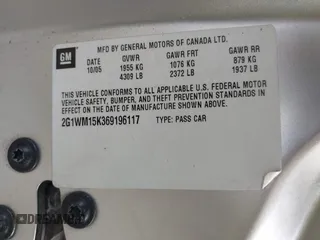 GM
MFD BY GENERAL MOTORS OF CANADA LTD.
DATE GVWR GAWR FRT GAWR RR
10/05 1955 KG 1076 KG 879 KG
4309 LB 2372 LB 1937 LB
THIS VEHICLE CONFORMS TO ALL APPLICABLE U.S. FEDERAL MOTOR
VEHICLE SAFETY, BUMPER, AND THEFT PREVENTION STANDARDS IN
EFFECT ON THE DATE OF MANUFACTURE SHOWN ABOVE.
2G1WM15K369196117 TYPE: PASS CAR